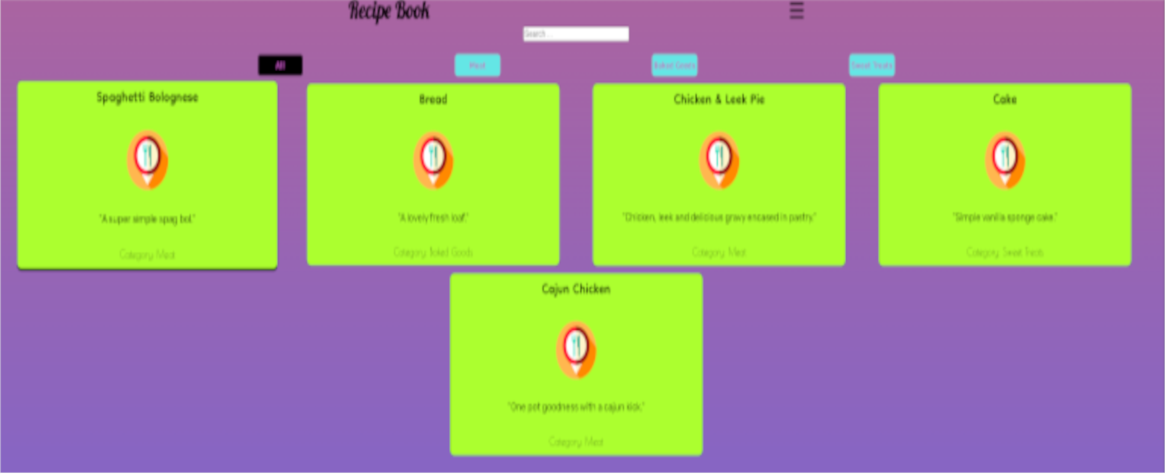 Recipe Book
Search...
All
Meat
Baked Goods
Sweet Treats
Spaghetti Bolognese
"A super simple spag bol."
Category: Meat
Bread
"A lovely fresh loaf."
Category: Baked Goods
Chicken & Leek Pie
"Chicken, leek and delicious gravy encased in pastry."
Category: Meat
Cake
"Simple vanilla sponge cake."
Category: Sweet Treats
Cajun Chicken
"One pot goodness with a cajun kick."
Category: Meat